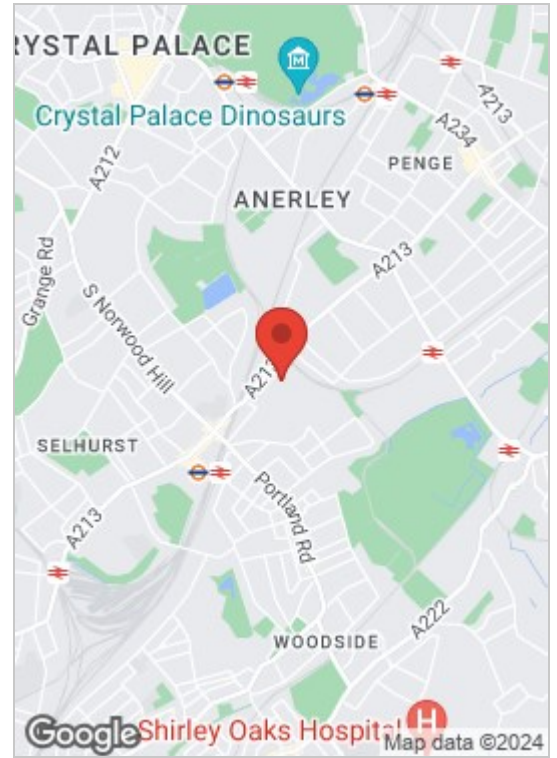 RYSTAL PALACE
Crystal Palace Dinosaurs
A213
A234
PENGE
A212
ANERLEY
A213
Grange Rd
S Norwood Hill
A213
SELHURST
Portland Rd
A213
A222
WOODSIDE
Google
Shirley Oaks Hospital
H
Map data ©2024